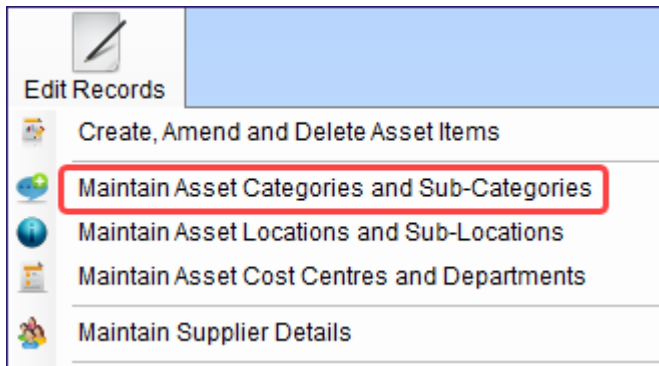 Edit Records
Create, Amend and Delete Asset Items
Maintain Asset Categories and Sub-Categories
Maintain Asset Locations and Sub-Locations
Maintain Asset Cost Centres and Departments
Maintain Supplier Details